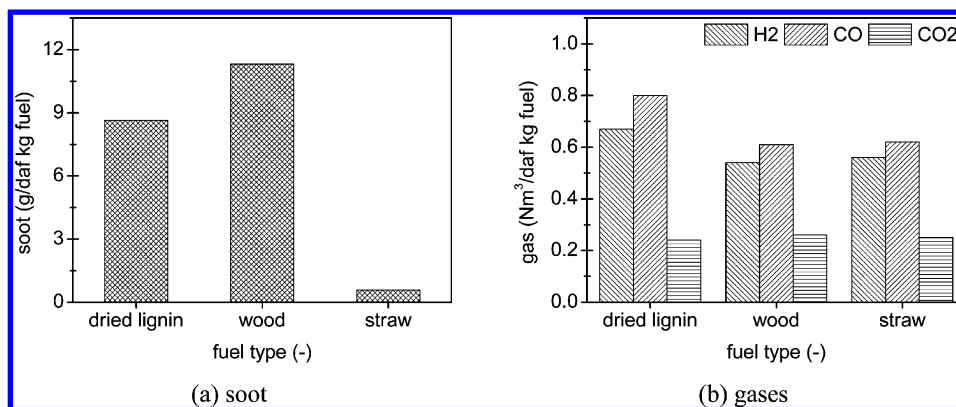 12
9
6
3
0
soot (g/daf kg fuel)
dried lignin wood straw
fuel type (-)
(a) soot
H2 CO CO2
1.0
0.8
0.6
0.4
0.2
0.0
gas (Nm³/daf kg fuel)
dried lignin wood straw
fuel type (-)
(b) gases